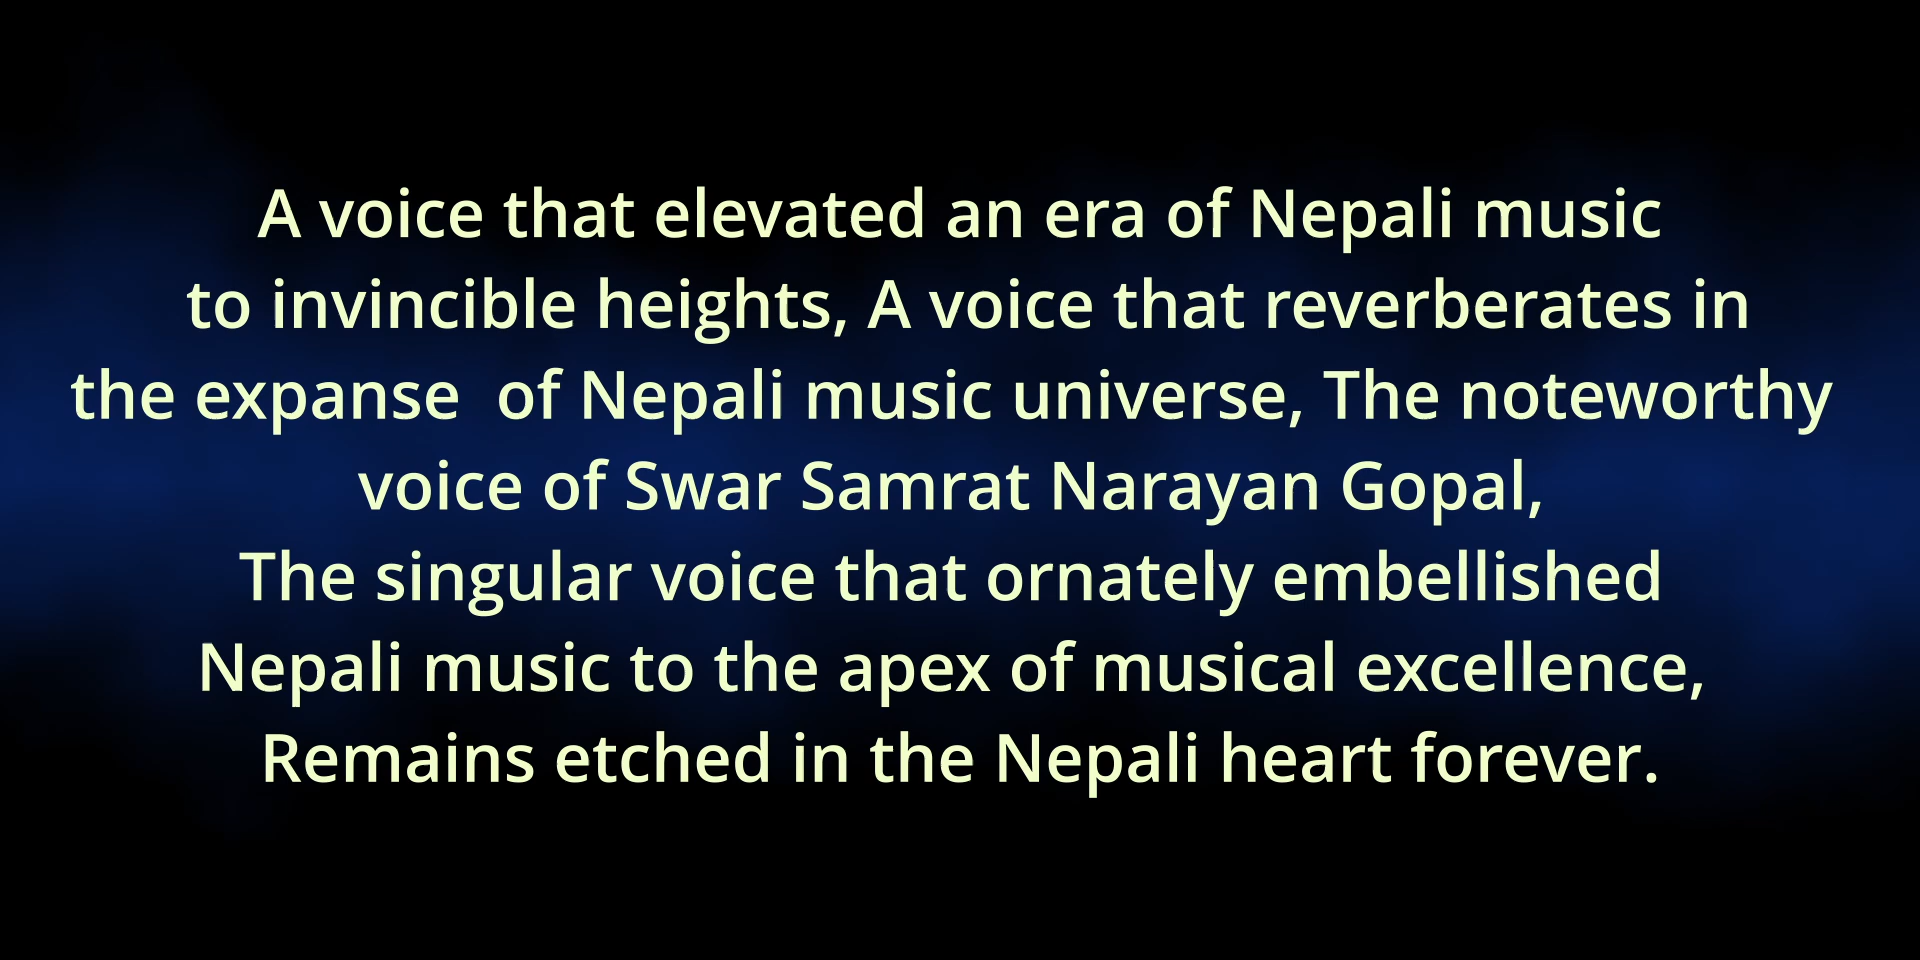 A voice that elevated an era of Nepali music
to invincible heights, A voice that reverberates in
the expanse  of Nepali music universe, The noteworthy
voice of Swar Samrat Narayan Gopal,
The singular voice that ornately embellished
Nepali music to the apex of musical excellence,
Remains etched in the Nepali heart forever.